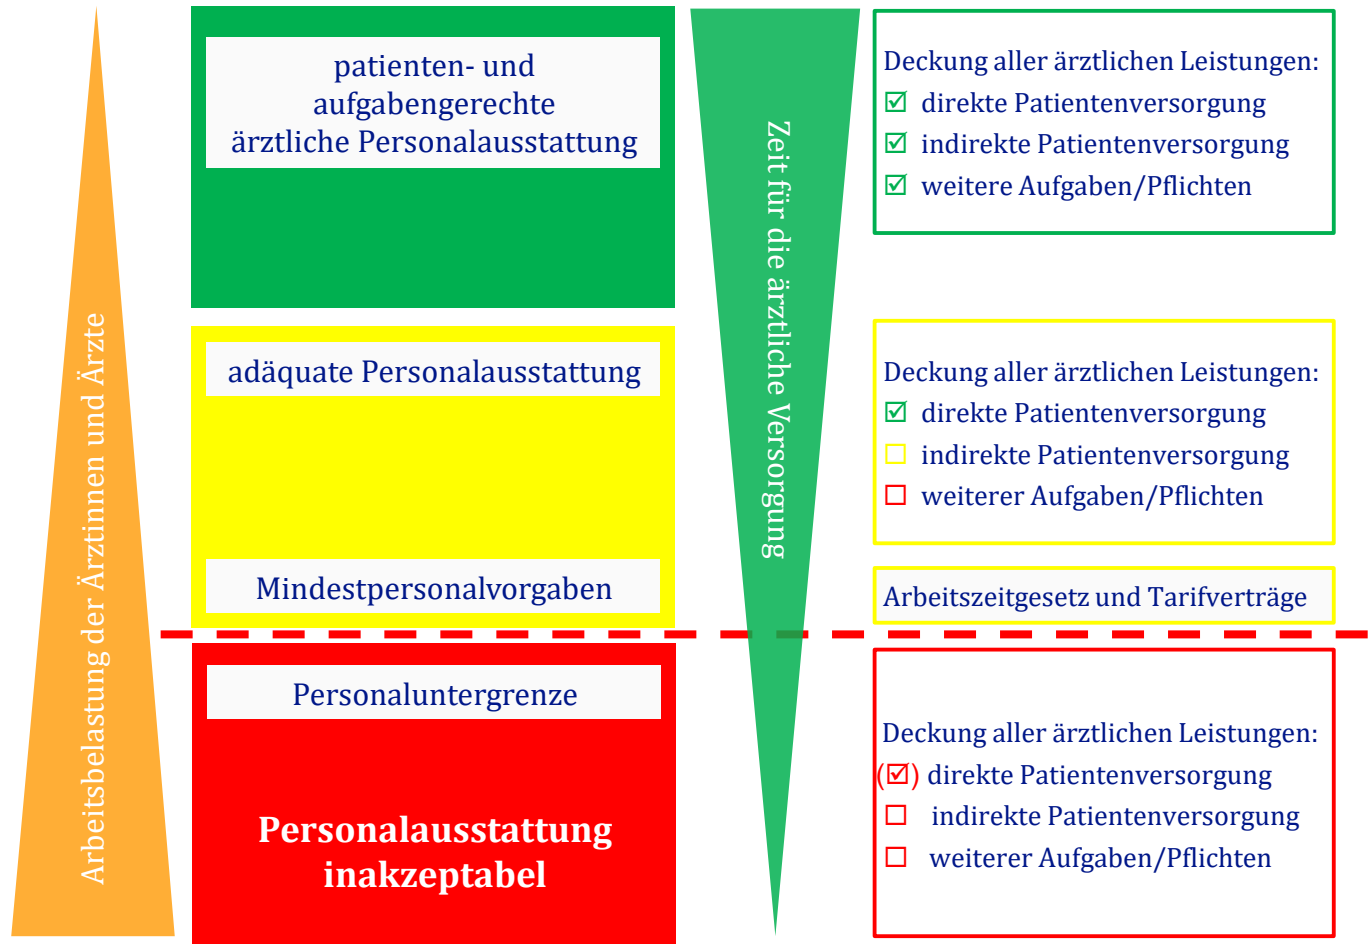 patienten- und
aufgabengerechte
ärztliche Personalausstattung
Deckung aller ärztlichen Leistungen:
☑ direkte Patientenversorgung
☑ indirekte Patientenversorgung
☑ weitere Aufgaben/Pflichten
Arbeitsbelastung der Ärztinnen und Ärzte
Zeit für die ärztliche Versorgung
adäquate Personalausstattung
Mindestpersonalvorgaben
Deckung aller ärztlichen Leistungen:
☑ direkte Patientenversorgung
☐ indirekte Patientenversorgung
☐ weiterer Aufgaben/Pflichten
Arbeitszeitgesetz und Tarifverträge
Personaluntergrenze
Personalausstattung
inakzeptabel
Deckung aller ärztlichen Leistungen:
(☑) direkte Patientenversorgung
☐ indirekte Patientenversorgung
☐ weiterer Aufgaben/Pflichten